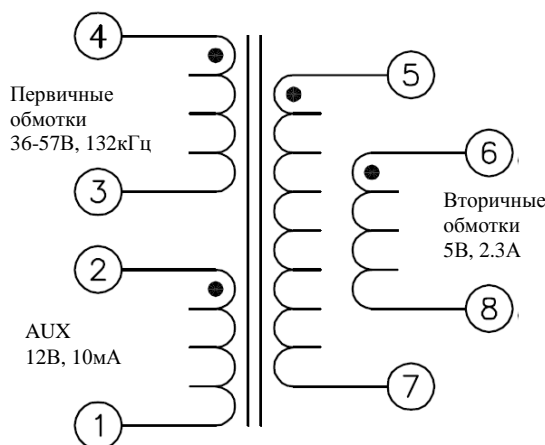 4
5
Первичные
обмотки
36-57В, 132кГц
6
3
Вторичные
обмотки
5В, 2.3А
2
8
AUX
12В, 10мА
7
1